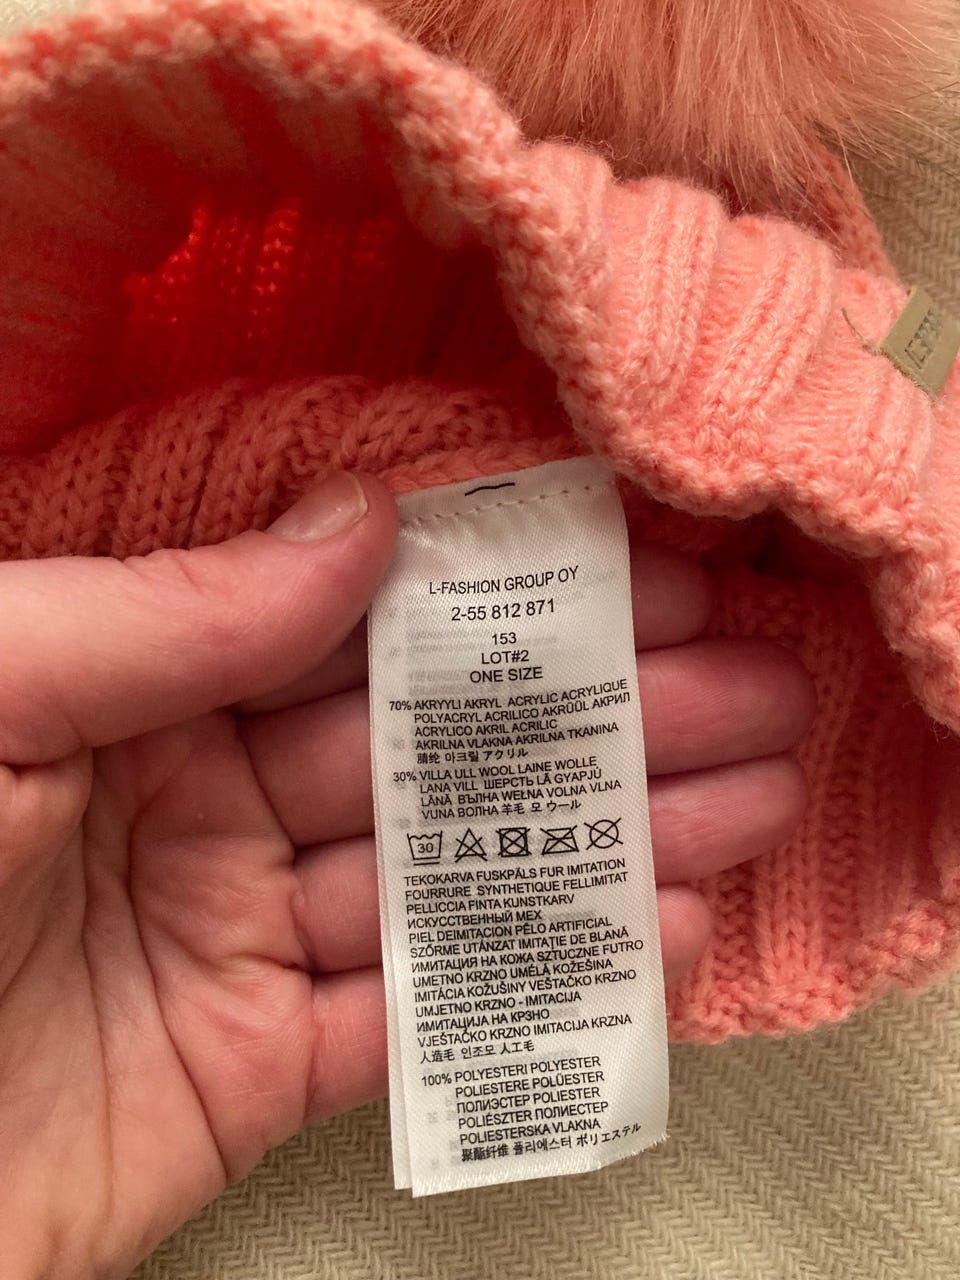 L-FASHION GROUP OY
2-55 812 871
153
LOT#2
ONE SIZE
70% AKRYYLI AKRYL ACRYLIC ACRYLIQUE
POLYACRYL ACRILICO AKRÜÜL АКРИЛ
ACRYLICO AKRIL ACRILIC
AKRILNA VLAKNA AKRILNA TKANINA
腈纶 아크릴 アクリル
30% VILLA ULL WOOL LAINE WOLLE
LANA VILL ШЕРСТЬ LÃ GYAPJÚ
LÂNĂ ВЪЛНА WEŁNA VOLNA VLNA
VUNA ВОЛНА 羊毛 모 ウール
30
TEKOKARVA FUSKPÄLS FUR IMITATION
FOURRURE SYNTHETIQUE FELLIMITAT
PELLICCIA FINTA KUNSTKARV
ИСКУССТВЕННЫЙ МЕХ
PIEL DEIMITACION PÊLO ARTIFICIAL
SZŐRME UTÁNZAT IMITAŢIE DE BLANĂ
ИМИТАЦИЯ НА КОЖА SZTUCZNE FUTRO
UMETNO KRZNO UMĚLÁ KOŽEŠINA
IMITÁCIA KOŽUŠINY VEŠTAČKO KRZNO
UMJETNO KRZNO - IMITACIJA
ИМИТАЦИЈА НА КРЗНО
VJEŠTAČKO KRZNO IMITACIJA KRZNA
人造毛 인조모 人工毛
100% POLYESTERI POLYESTER
POLIESTERE POLÜESTER
ПОЛИЭСТЕР POLIESTER
POLIÉSZTER ПОЛИЕСТЕР
POLIESTERSKA VLAKNA
聚酯纤维 폴리에스터 ポリエステル